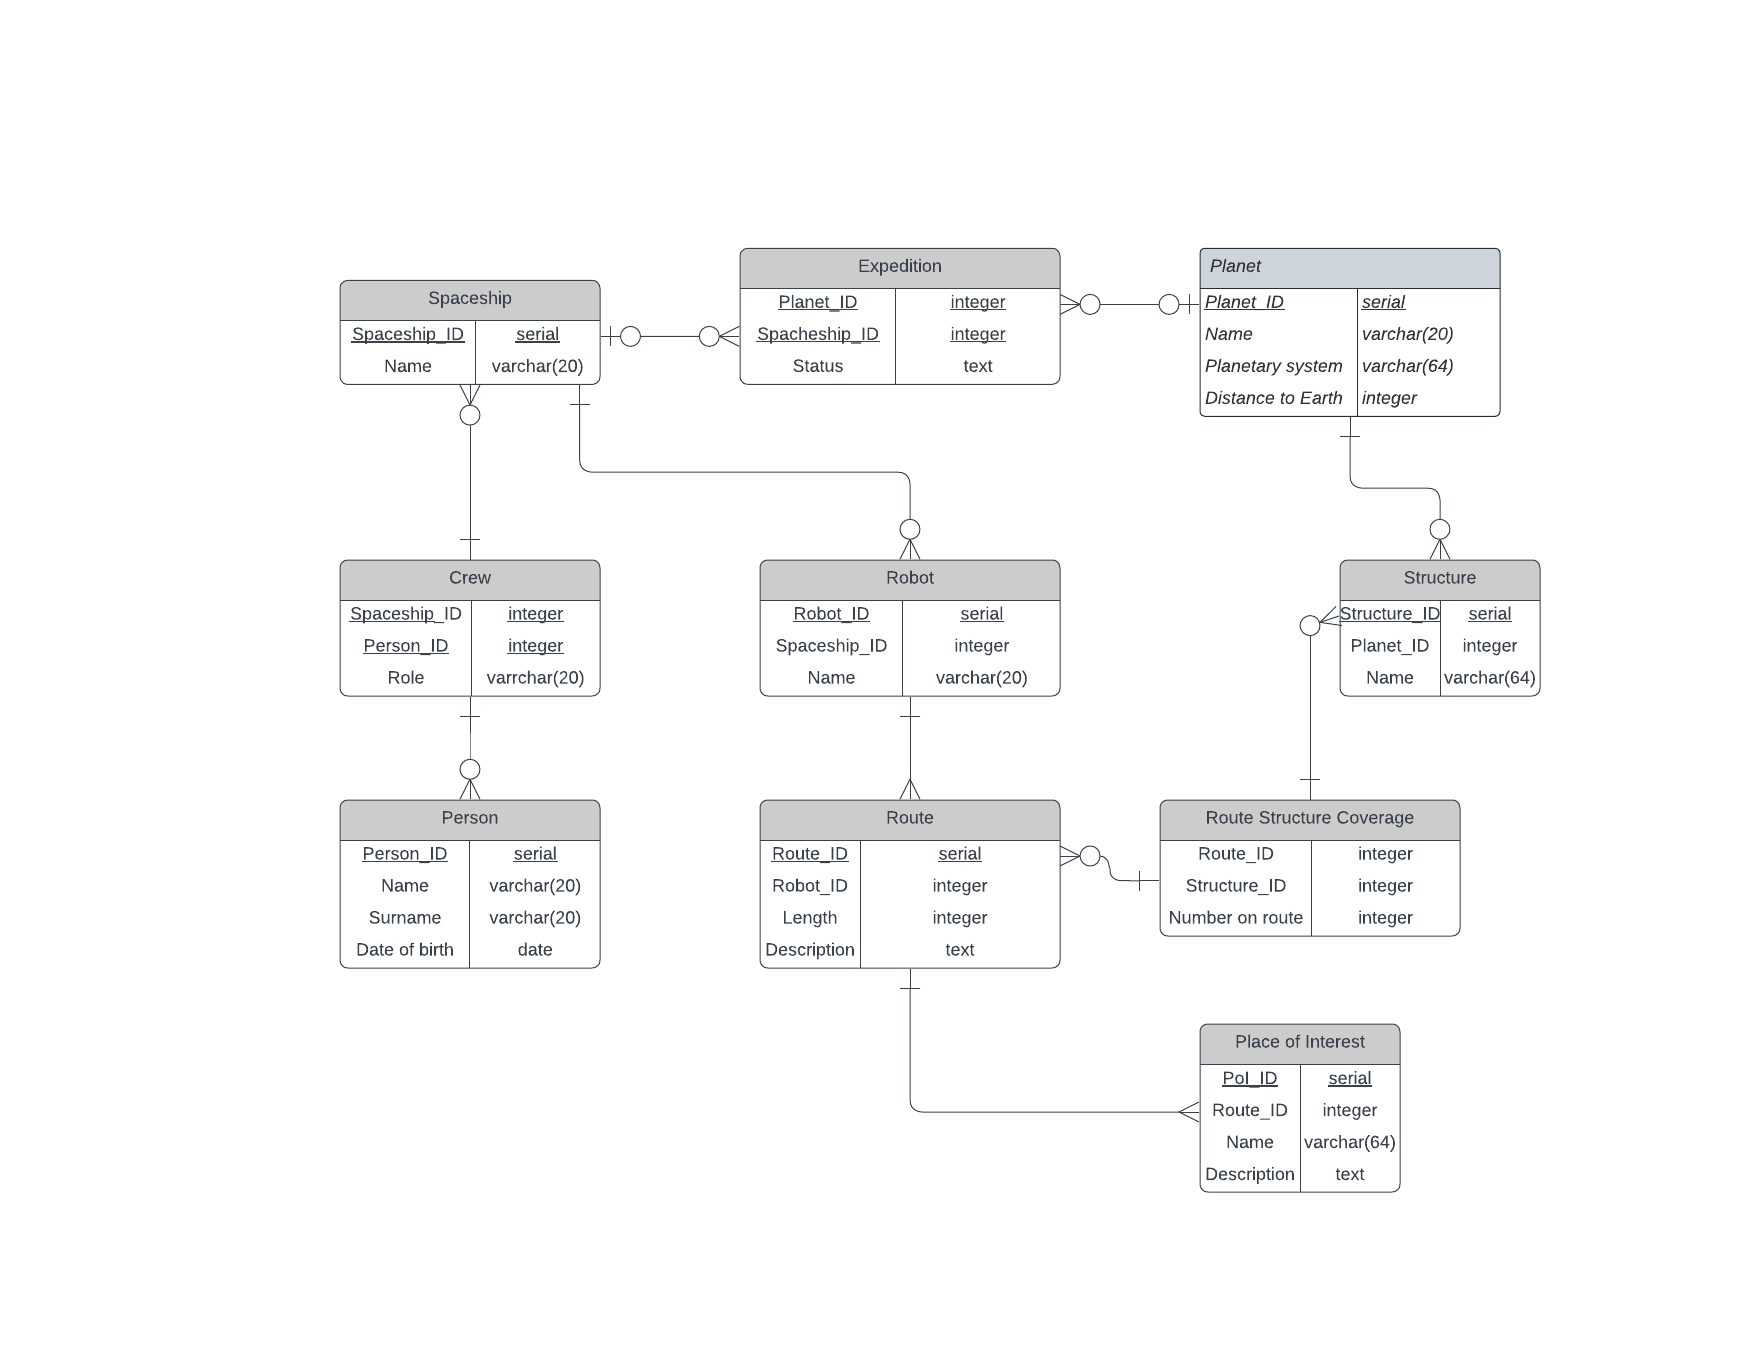 Spaceship
Spaceship_ID serial
Name varchar(20)
Expedition
Planet_ID integer
Spacheship_ID integer
Status text
Planet
Planet_ID serial
Name varchar(20)
Planetary system varchar(64)
Distance to Earth integer
Crew
Spaceship_ID integer
Person_ID integer
Role varrchar(20)
Robot
Robot_ID serial
Spaceship_ID integer
Name varchar(20)
Structure
Structure_ID serial
Planet_ID integer
Name varchar(64)
Person
Person_ID serial
Name varchar(20)
Surname varchar(20)
Date of birth date
Route
Route_ID serial
Robot_ID integer
Length integer
Description text
Route Structure Coverage
Route_ID integer
Structure_ID integer
Number on route integer
Place of Interest
PoI_ID serial
Route_ID integer
Name varchar(64)
Description text